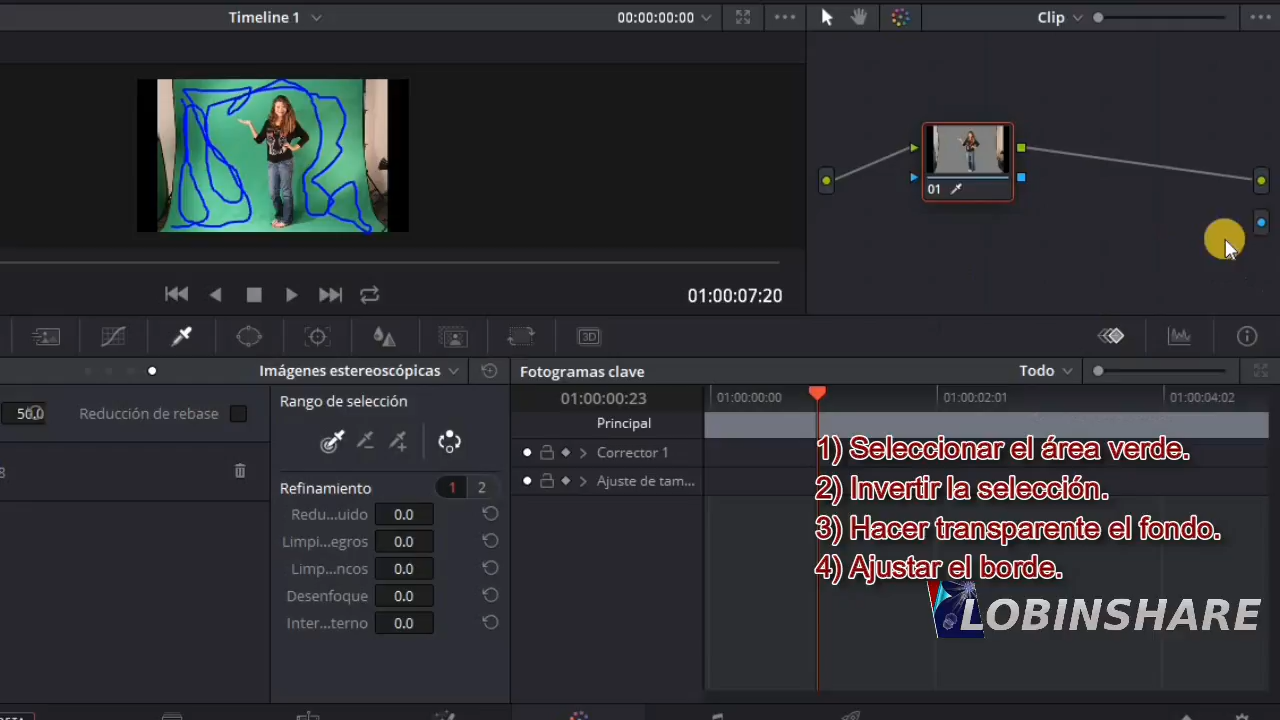 Timeline 1
00:00:00:00
Clip
01
01:00:07:20
Imágenes estereoscópicas
Fotogramas clave
Todo
50.0
Reducción de rebase
Rango de selección
01:00:00:23
01:00:00:00
01:00:02:01
01:00:04:02
Principal
Corrector 1
Ajuste de tam...
8
Refinamiento
1
2
Redu...uido
0.0
Limpi...egros
0.0
Limp...ncos
0.0
Desenfoque
0.0
Inter...terno
0.0
1) Seleccionar el área verde.
2) Invertir la selección.
3) Hacer transparente el fondo.
4) Ajustar el borde.
LOBINSHARE
3D